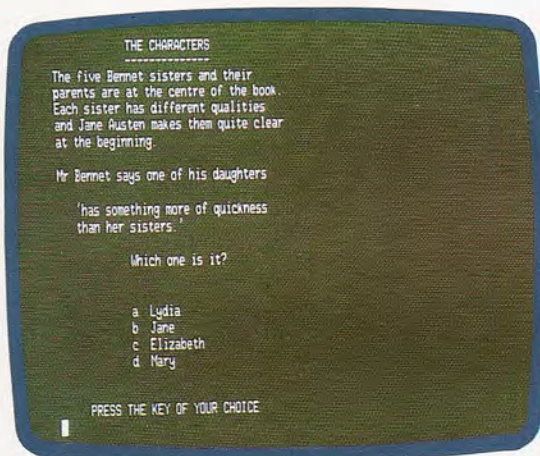 THE CHARACTERS
--------------
The five Bennet sisters and their
parents are at the centre of the book.
Each sister has different qualities
and Jane Austen makes them quite clear
at the beginning.
Mr Bennet says one of his daughters
'has something more of quickness
than her sisters.'
Which one is it?
a Lydia
b Jane
c Elizabeth
d Mary
PRESS THE KEY OF YOUR CHOICE